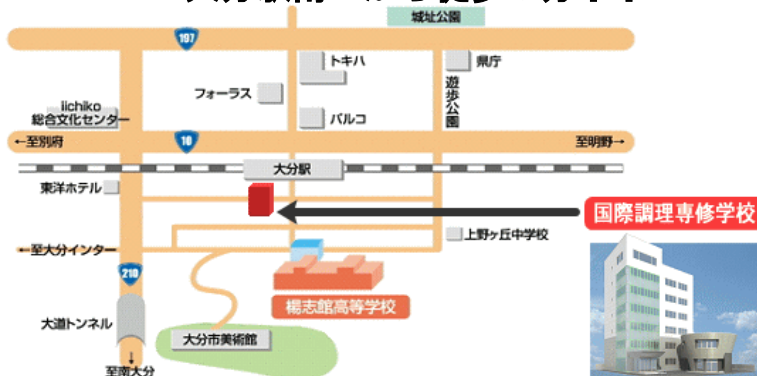 城址公園
197
トキハ
県庁
フォーラス
遊歩公園
iichiko
総合文化センター
パルコ
←至別府
10
至明野→
大分駅
東洋ホテル
国際調理専修学校
上野ヶ丘中学校
←至大分インター
210
楊志館高等学校
大道トンネル
大分市美術館
↓
至南大分